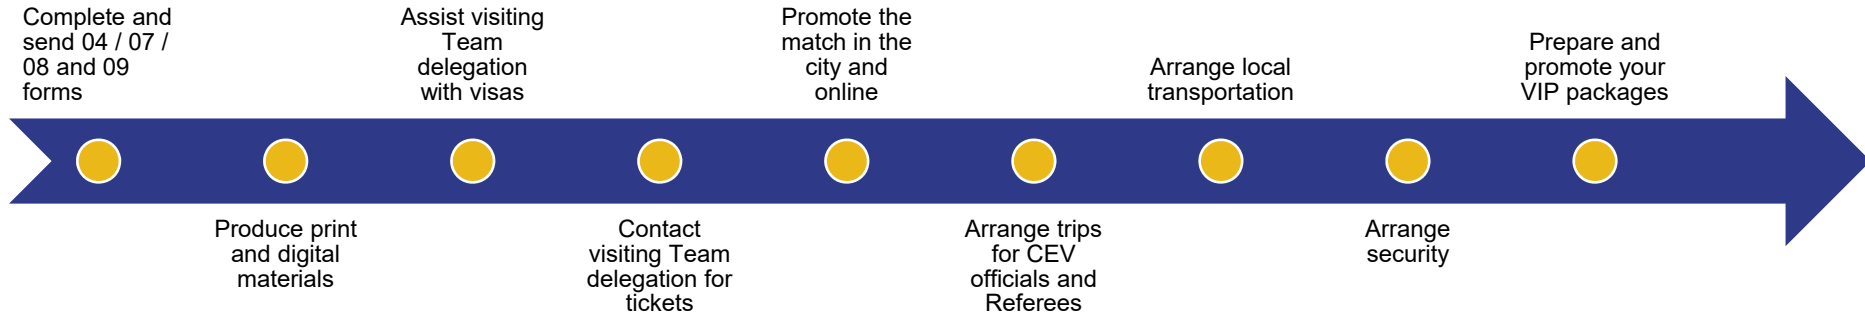 Complete and
send 04 / 07 /
08 and 09
forms
Produce print
and digital
materials
Assist visiting
Team
delegation
with visas
Contact
visiting Team
delegation for
tickets
Promote the
match in the
city and
online
Arrange trips
for CEV
officials and
Referees
Arrange local
transportation
Arrange
security
Prepare and
promote your
VIP packages